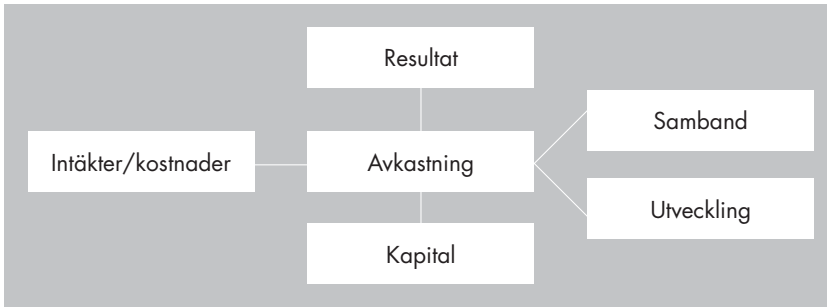 Resultat
Intäkter/kostnader
Avkastning
Kapital
Samband
Utveckling